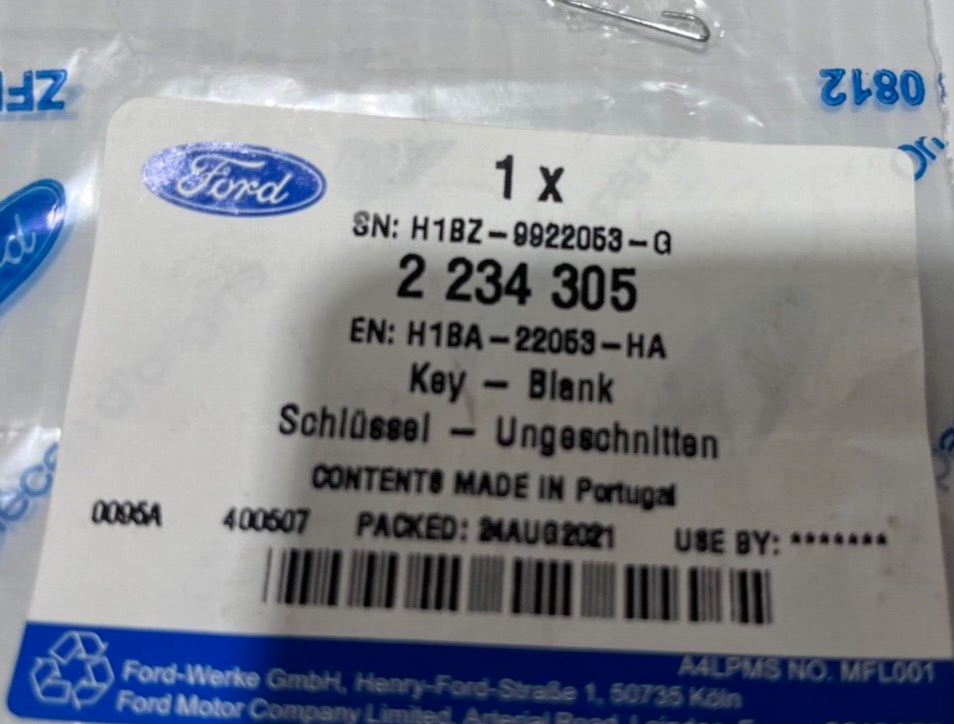 0812
Ford
1 x
SN: H1BZ-9922053-G
2 234 305
EN: H1BA-22053-HA
Key - Blank
Schlüssel - Ungeschnitten
CONTENTS MADE IN Portugal
0095A 400507 PACKED: 24AUG2021 USE BY: *******
A4LPMS NO. MFL001
Ford-Werke GmbH, Henry-Ford-Straße 1, 50735 Köln
Ford Motor Company Limited, Arterial Road,